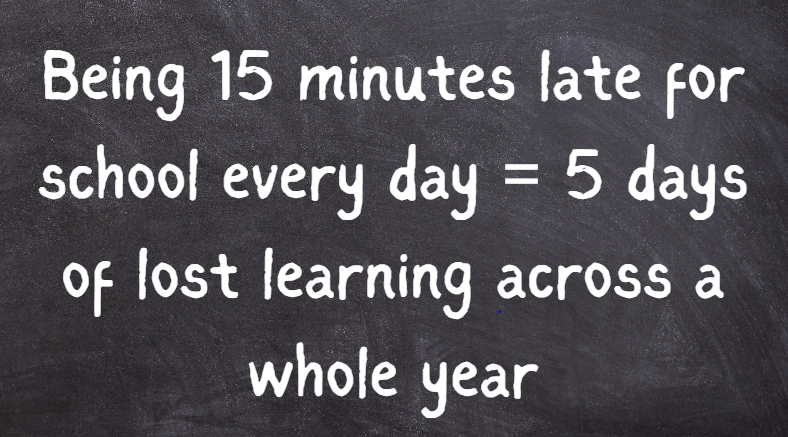 Being 15 minutes late for
school every day = 5 days
of lost learning across a
whole year